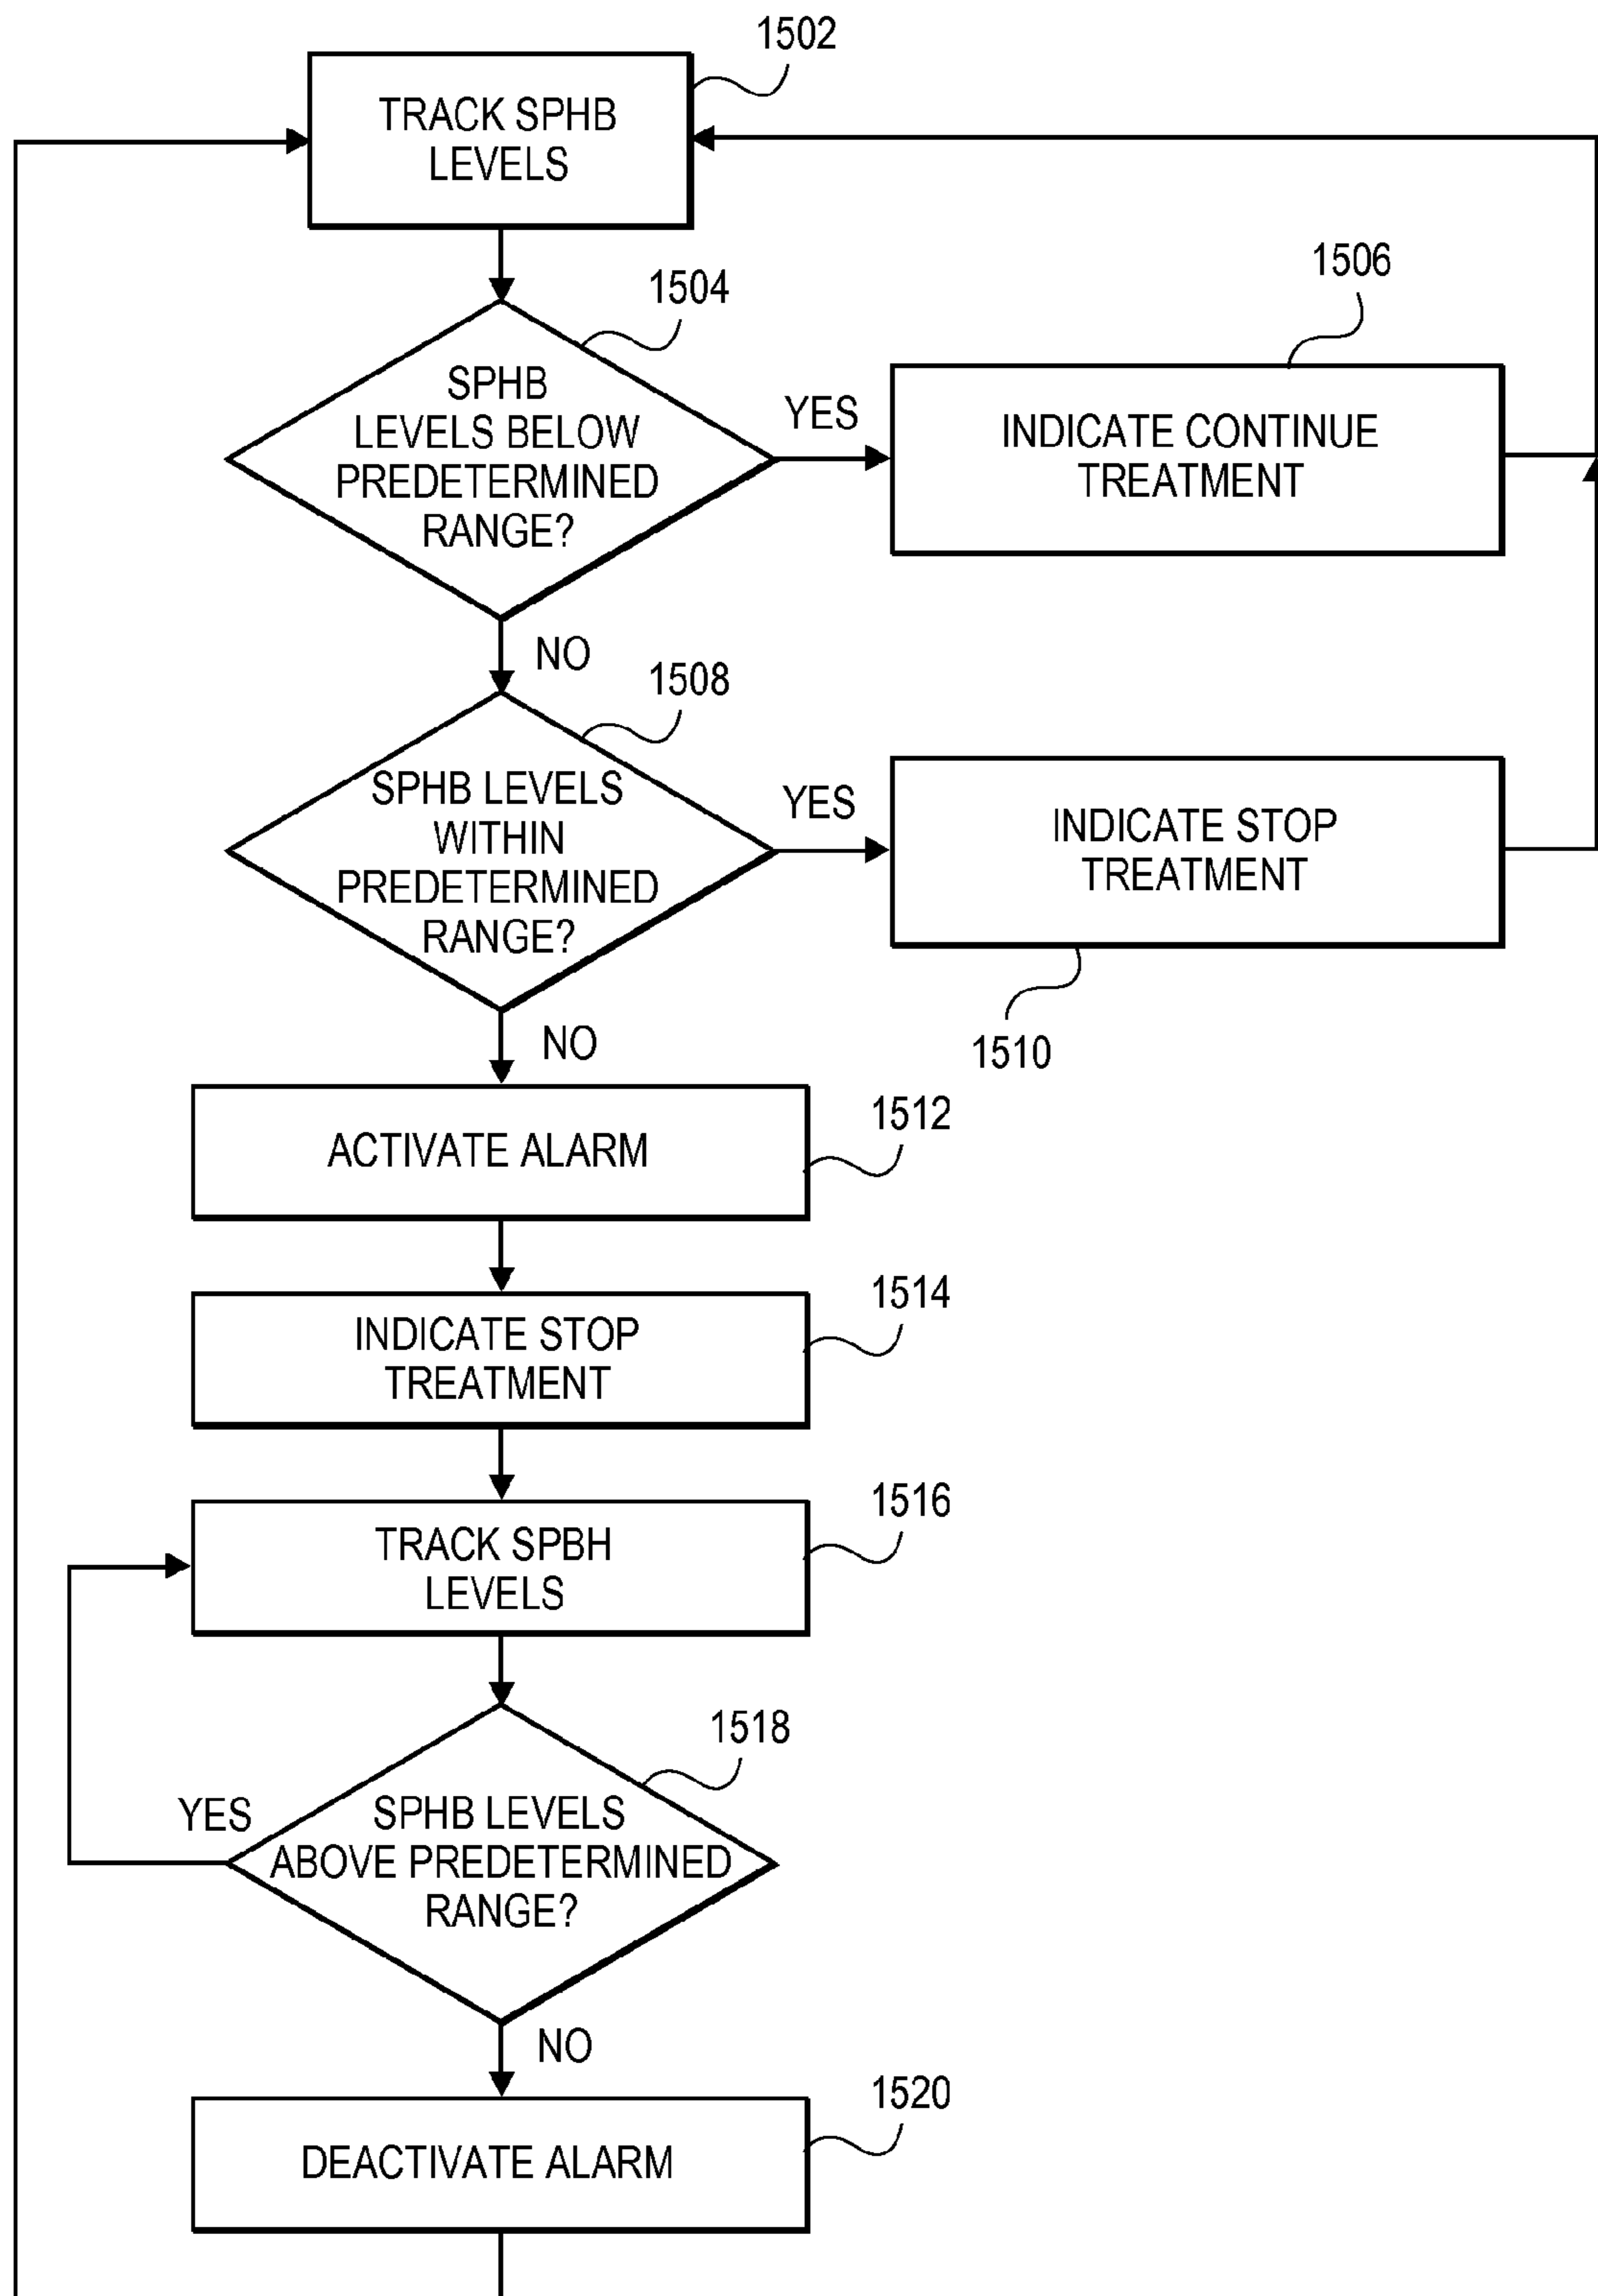 1502
TRACK SPHB
LEVELS
1504
SPHB
LEVELS BELOW
PREDETERMINED
RANGE?
YES
1506
INDICATE CONTINUE
TREATMENT
NO
1508
SPHB LEVELS
WITHIN
PREDETERMINED
RANGE?
YES
INDICATE STOP
TREATMENT
1510
NO
1512
ACTIVATE ALARM
1514
INDICATE STOP
TREATMENT
1516
TRACK SPBH
LEVELS
1518
YES
SPHB LEVELS
ABOVE PREDETERMINED
RANGE?
NO
1520
DEACTIVATE ALARM